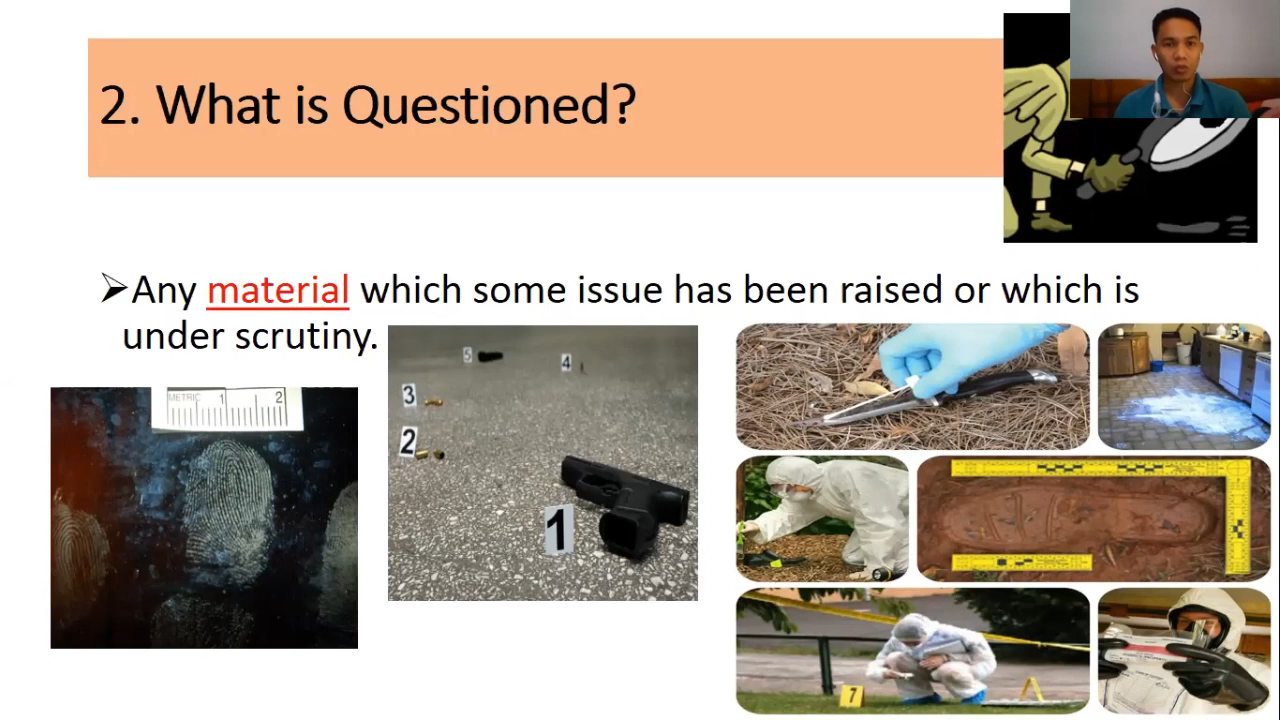 2. What is Questioned?
➢Any material which some issue has been raised or which is
under scrutiny.
METRIC 1 2
5
4
3
2
1
7